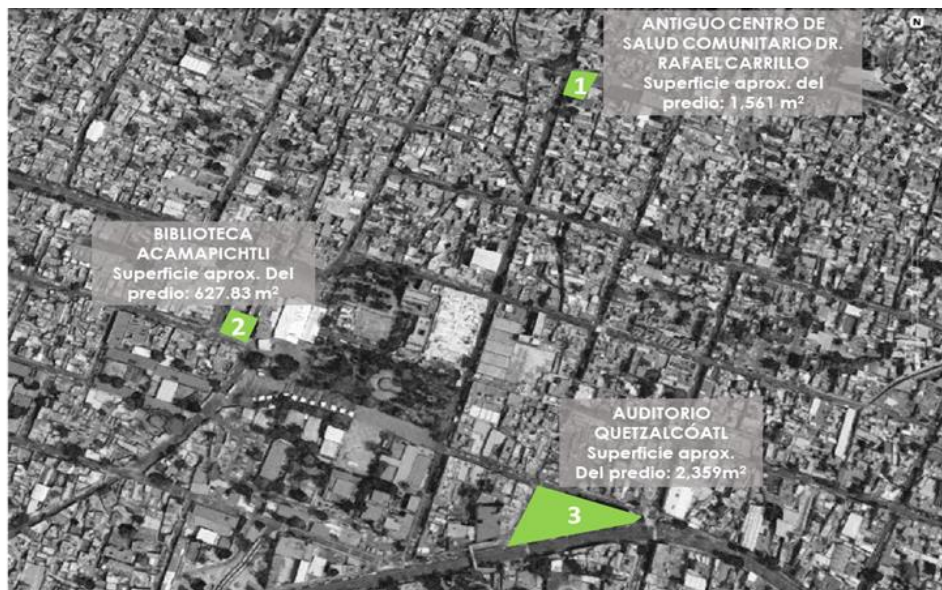 ANTIGUO CENTRO DE
SALUD COMUNITARIO DR.
RAFAEL CARRILLO
Superficie aprox. del
predio: 1,561 m²
N
1
BIBLIOTECA
ACAMAPICHTLI
Superficie aprox. Del
predio: 627.83 m²
2
AUDITORIO
QUETZALCÓATL
Superficie aprox.
Del predio: 2,359m²
3